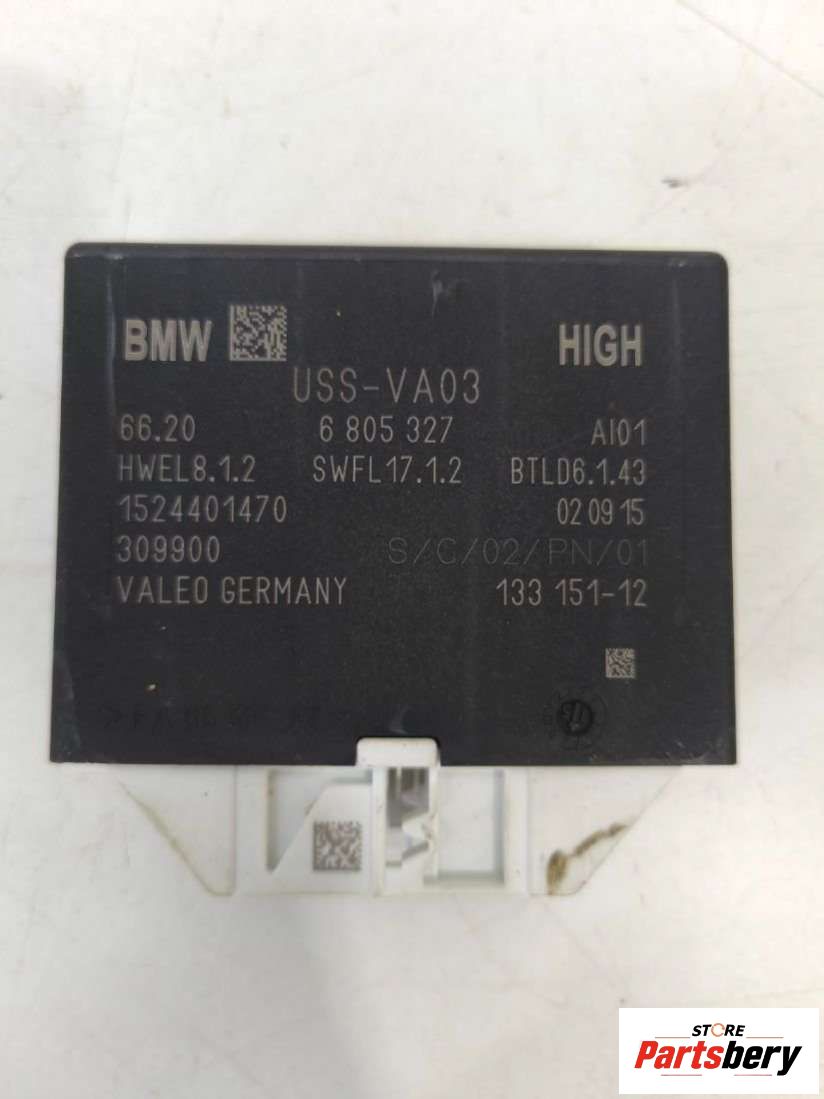 BMW HIGH
USS-VA03
66.20 6 805 327 AI01
HWEL8.1.2 SWFL17.1.2 BTLD6.1.43
1524401470 02 09 15
309900 S/C/02/PN/01
VALEO GERMANY 133 151-12
STORE
Partsbery